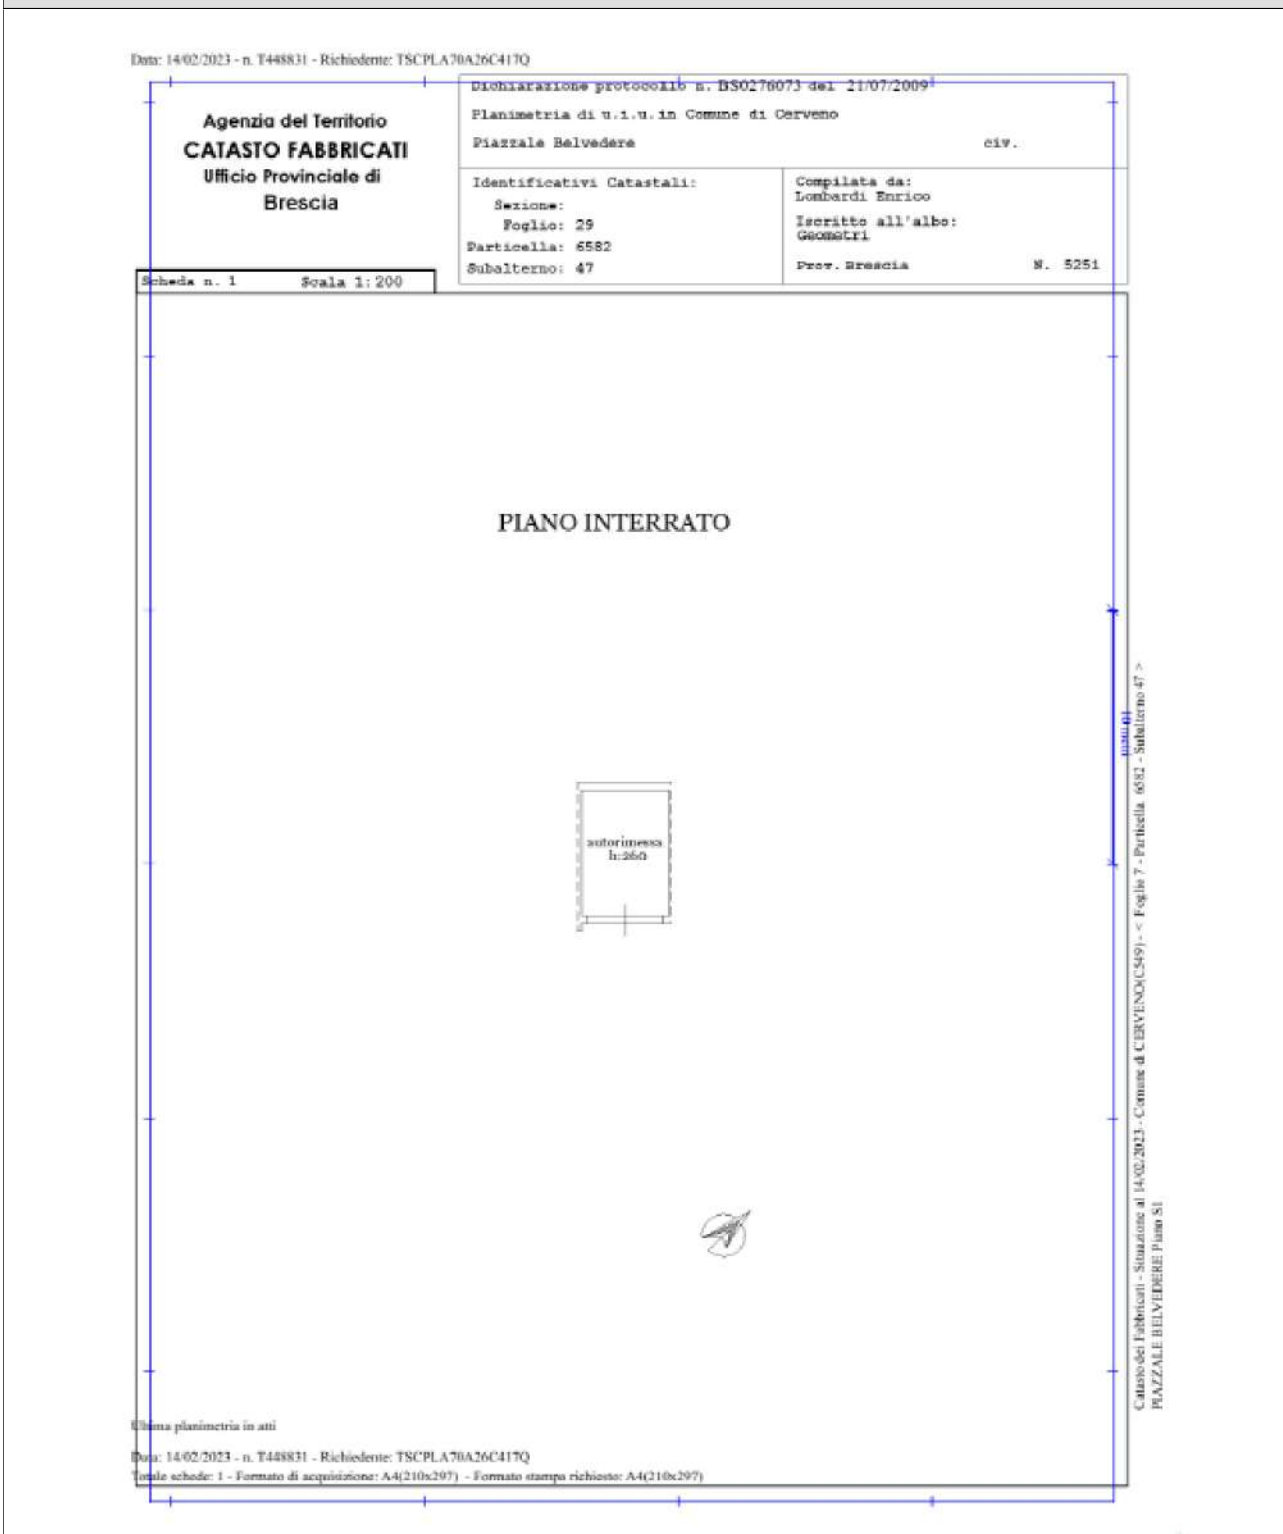 Data: 14/02/2023 - n. T448831 - Richiedente: TSCPLA70A26C417Q
Agenzia del Territorio
CATASTO FABBRICATI
Ufficio Provinciale di
Brescia
Dichiarazione protocollo n. BS0276073 del 21/07/2009
Planimetria di u.i.u. in Comune di Cerveno
Piazzale Belvedere civ.
Identificativi Catastali:
Sezione:
Foglio: 29
Particella: 6582
Subalterno: 47
Compilata da:
Lombardi Enrico
Iscritto all'albo:
Geometri
Prov. Brescia N. 5251
Scheda n. 1 Scala 1:200
PIANO INTERRATO
autorimessa
h:260
Catasto dei Fabbricati - Situazione al 14/02/2023 - Comune di CERVENO(C549) - < Foglio 7 - Particella 6582 - Subalterno 47 >
PIAZZALE BELVEDERE Piano S1
Ultima planimetria in atti
Data: 14/02/2023 - n. T448831 - Richiedente: TSCPLA70A26C417Q
Totale schede: 1 - Formato di acquisizione: A4(210x297) - Formato stampa richiesto: A4(210x297)